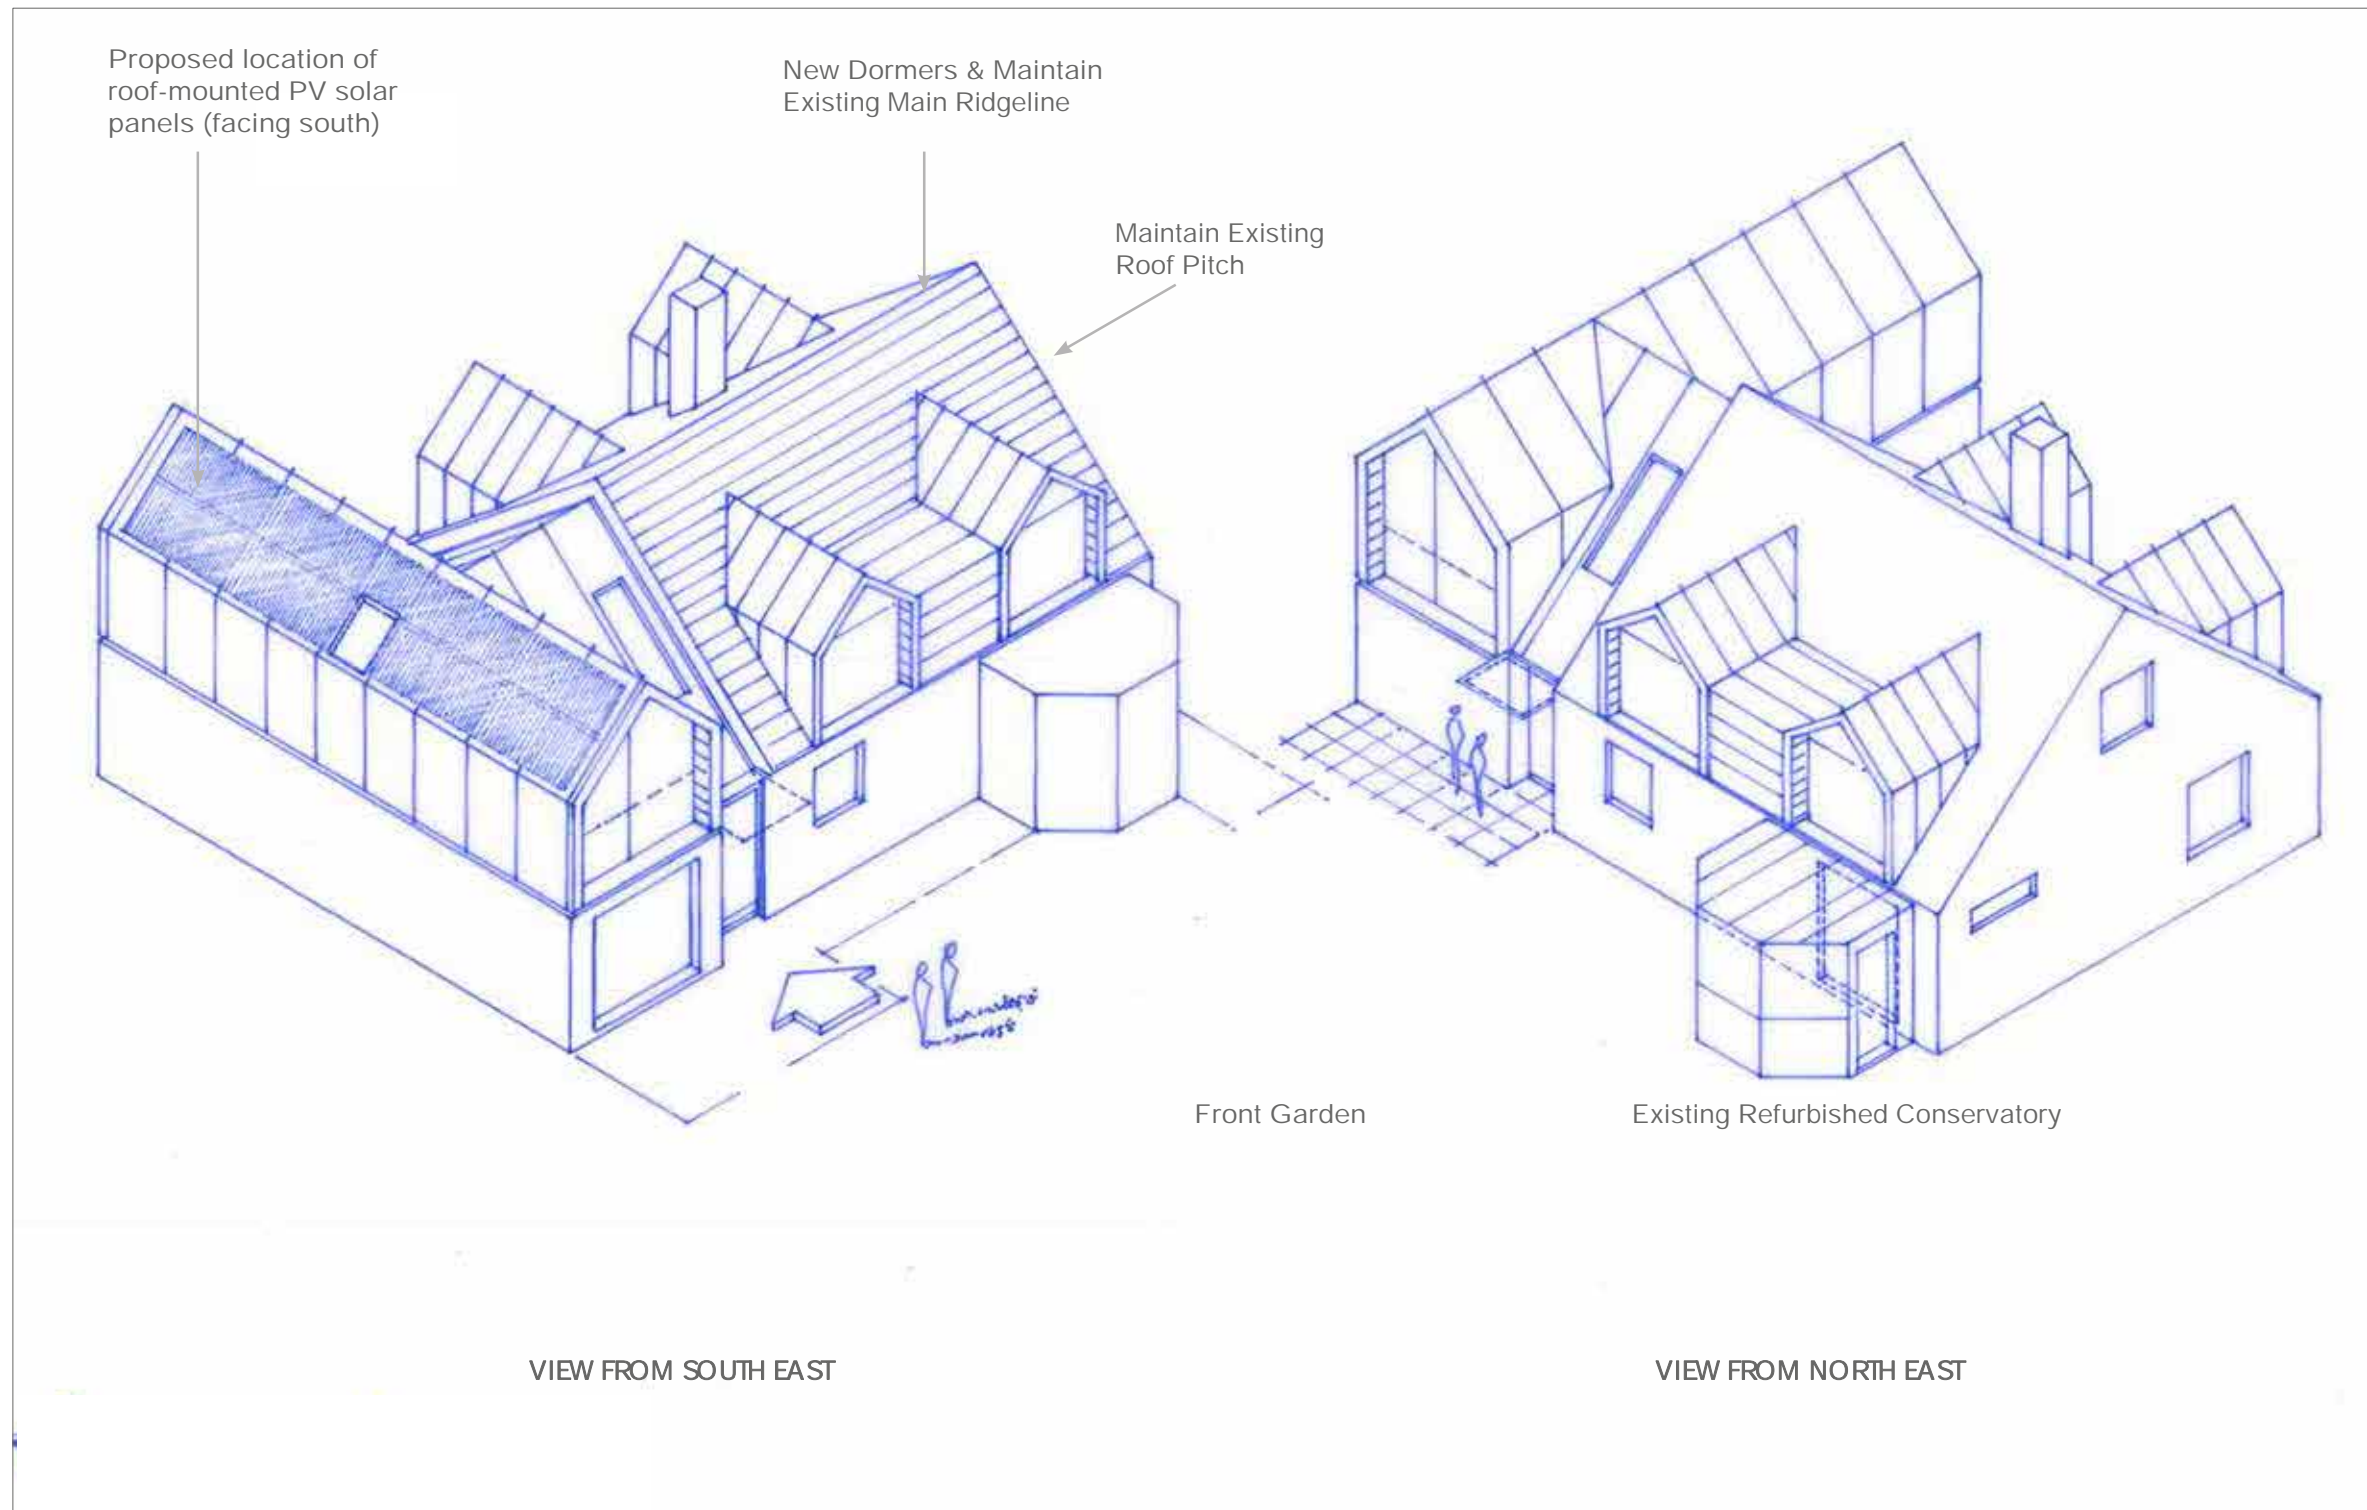 Proposed location of
roof-mounted PV solar
panels (facing south)
New Dormers & Maintain
Existing Main Ridgeline
Maintain Existing
Roof Pitch
Front Garden
Existing Refurbished Conservatory
VIEW FROM SOUTH EAST
VIEW FROM NORTH EAST